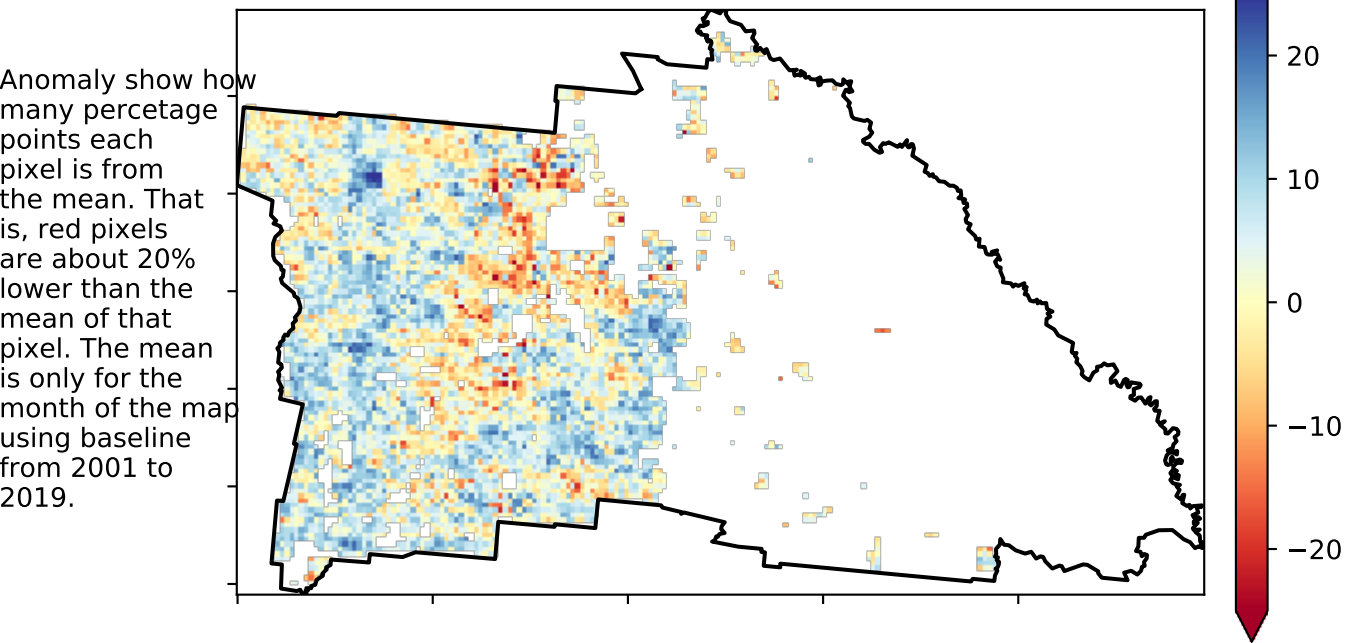 Anomaly show how
many percetage
points each
pixel is from
the mean. That
is, red pixels
are about 20%
lower than the
mean of that
pixel. The mean
is only for the
month of the map
using baseline
from 2001 to
2019.
20
10
0
−10
−20